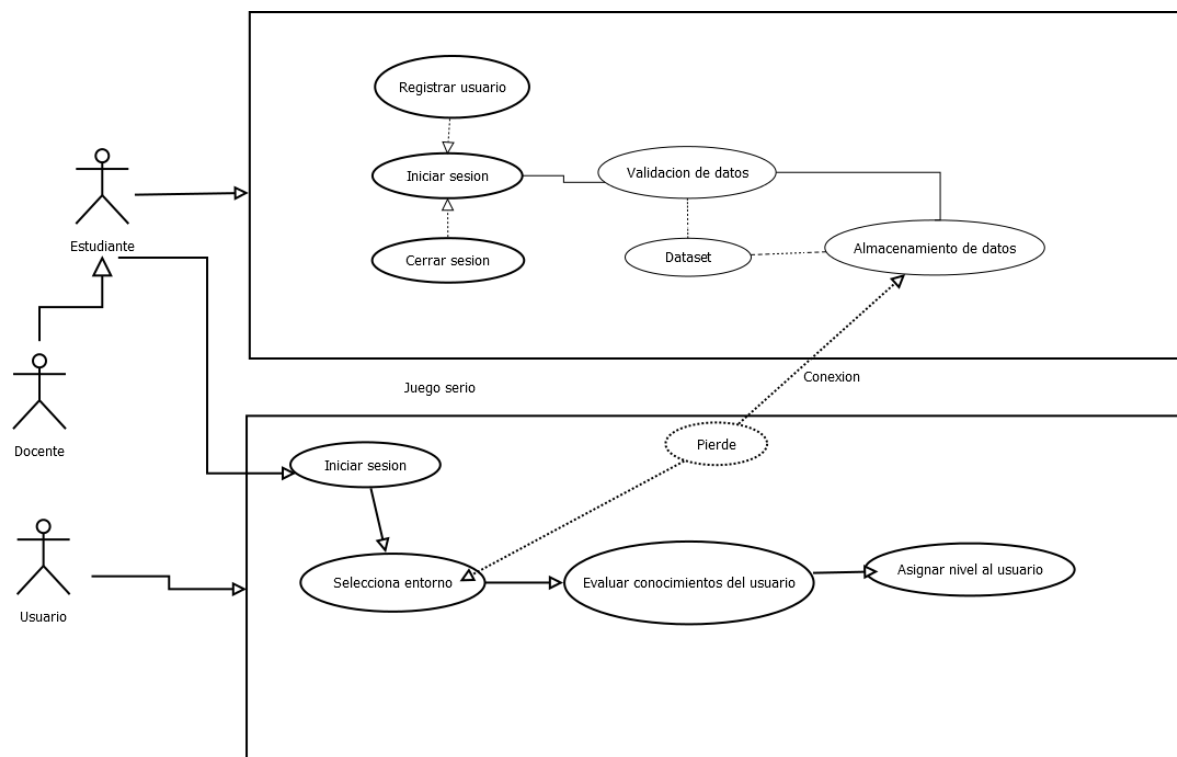 Registrar usuario
Iniciar sesion
Validacion de datos
Estudiante
Almacenamiento de datos
Cerrar sesion
Dataset
Docente
Juego serio
Conexion
Pierde
Iniciar sesion
Usuario
Selecciona entorno
Evaluar conocimientos del usuario
Asignar nivel al usuario